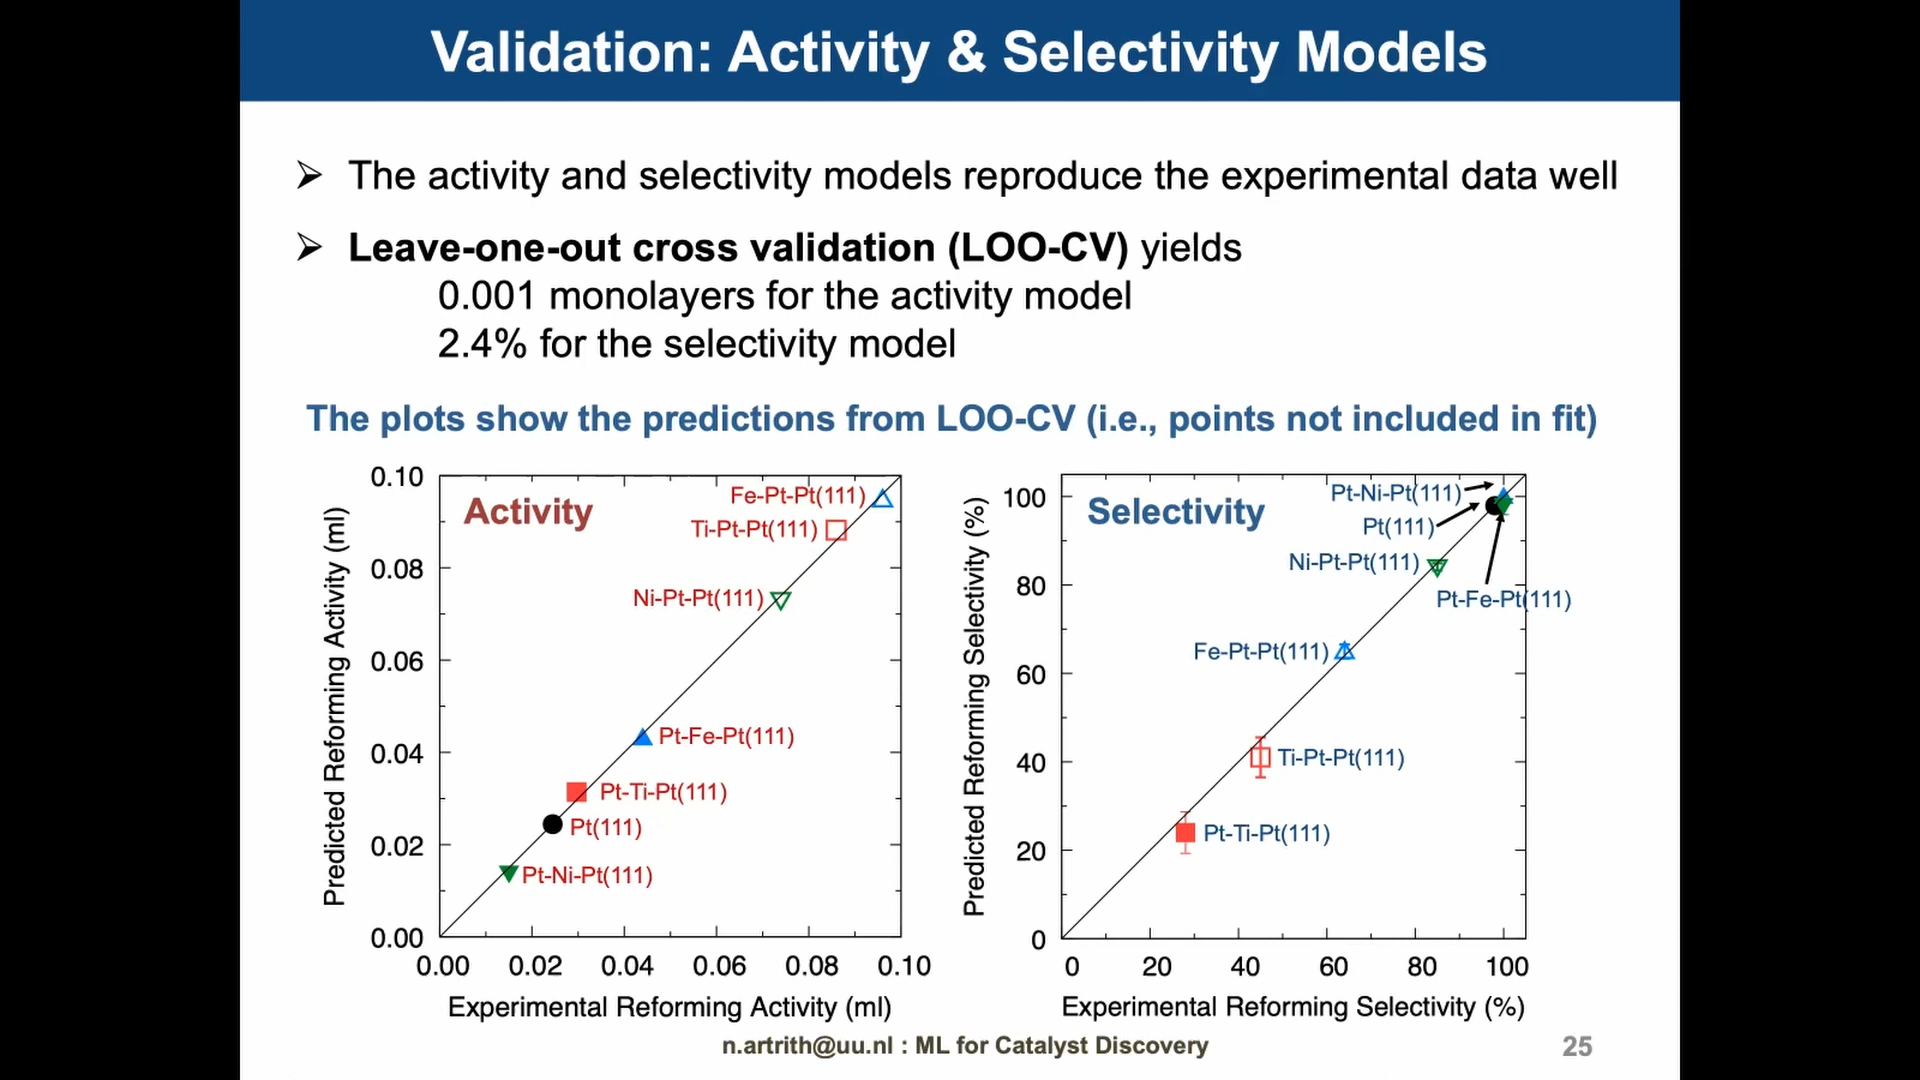 Validation: Activity & Selectivity Models
➢ The activity and selectivity models reproduce the experimental data well
➢ Leave-one-out cross validation (LOO-CV) yields
0.001 monolayers for the activity model
2.4% for the selectivity model
The plots show the predictions from LOO-CV (i.e., points not included in fit)
Activity
Predicted Reforming Activity (ml)
0.10
0.08
0.06
0.04
0.02
0.00
Fe-Pt-Pt(111)
Ti-Pt-Pt(111)
Ni-Pt-Pt(111)
Pt-Fe-Pt(111)
Pt-Ti-Pt(111)
Pt(111)
Pt-Ni-Pt(111)
0.00 0.02 0.04 0.06 0.08 0.10
Experimental Reforming Activity (ml)
Selectivity
Predicted Reforming Selectivity (%)
100
80
60
40
20
0
Pt-Ni-Pt(111)
Pt(111)
Ni-Pt-Pt(111)
Pt-Fe-Pt(111)
Fe-Pt-Pt(111)
Ti-Pt-Pt(111)
Pt-Ti-Pt(111)
0 20 40 60 80 100
Experimental Reforming Selectivity (%)
n.artrith@uu.nl : ML for Catalyst Discovery
25